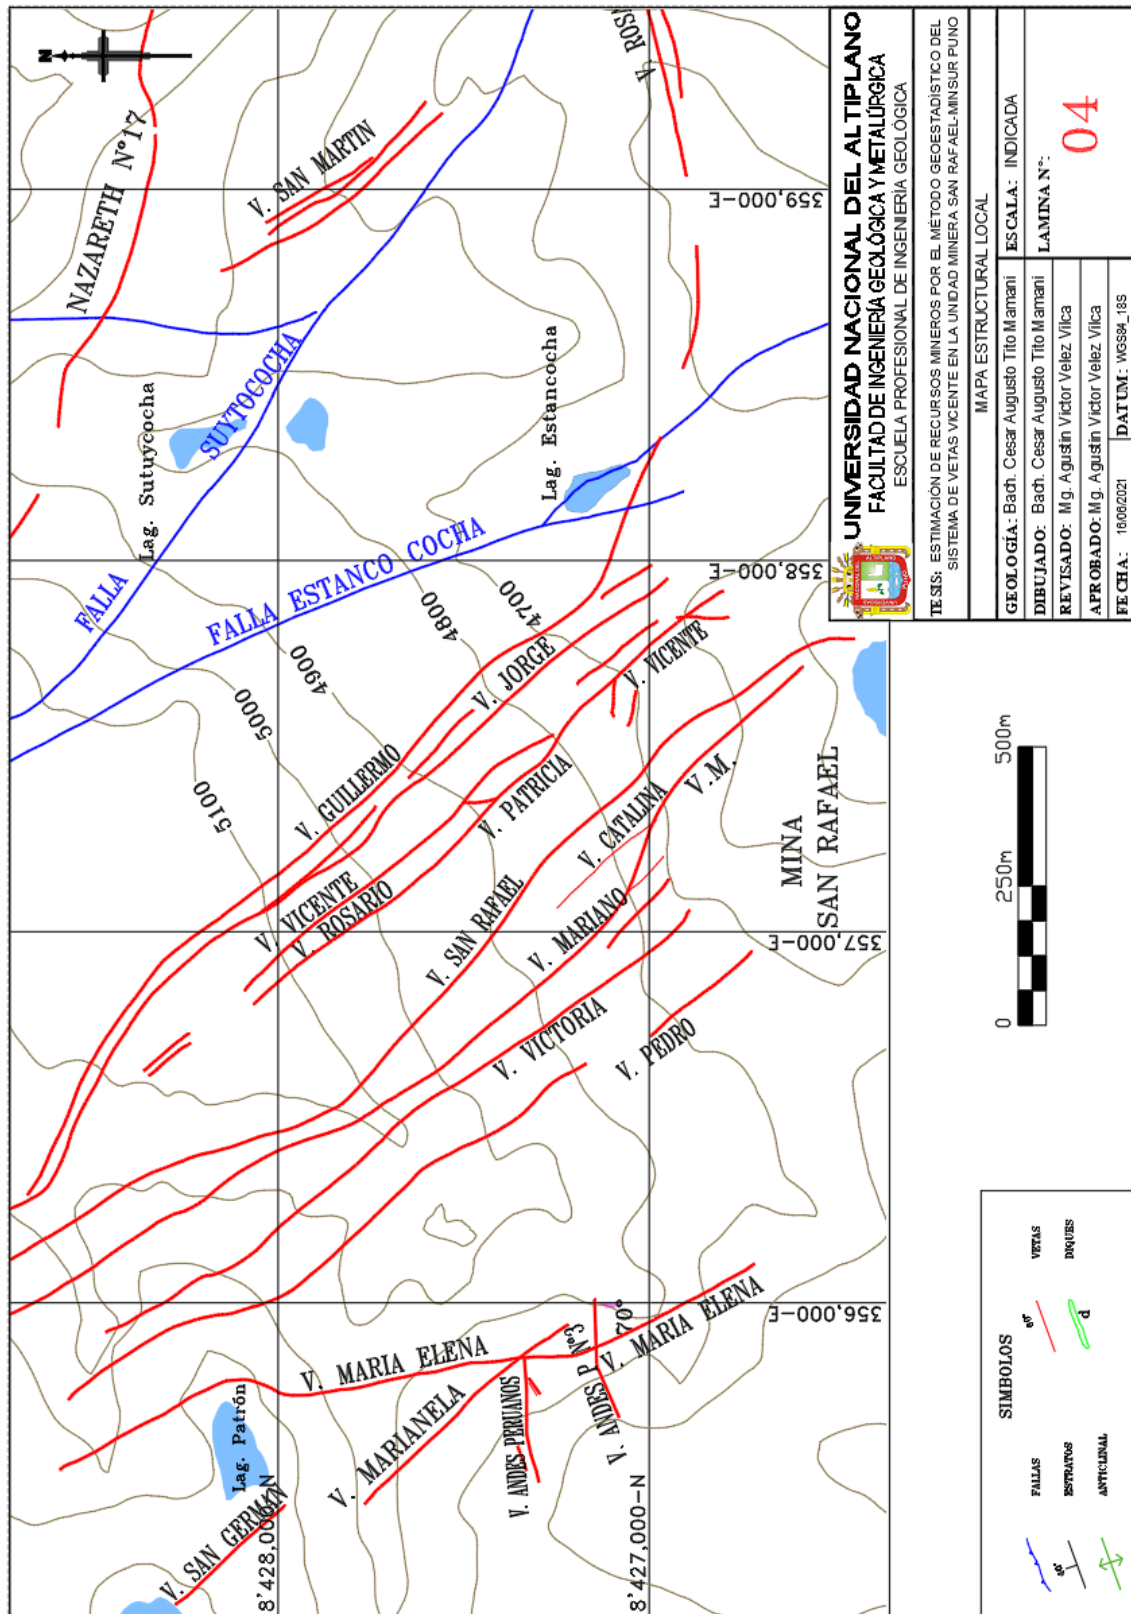 N
NAZARETH N°17
V. SAN MARTIN
V. ROSA
359,000-E
Lag. Sutuycocha
FALLA SUYTOCOCHA
Lag. Estancocha
FALLA ESTANCO COCHA
358,000-E
4700
4800
4900
5000
5100
V. JORGE
V. VICENTE
V. GUILLERMO
V. PATRICIA
V. CATALINA
V.M.
MINA
SAN RAFAEL
V. VICENTE
V. ROSARIO
V. SAN RAFAEL
V. MARIANO
357,000-E
V. VICTORIA
V. PEDRO
356,000-E
70°
V. MARIA ELENA
V. MARIA ELENA
V. ANDES P N°3
V. MARIANELA
V. ANDES PERUANOS
Lag. Patrón
V. SAN GERMAN
8'428,000-N
8'427,000-N
UNIVERSIDAD NACIONAL DEL ALTIPLANO
FACULTAD DE INGENIERÍA GEOLÓGICA Y METALÚRGICA
ESCUELA PROFESIONAL DE INGENIERÍA GEOLÓGICA
TESIS: ESTIMACIÓN DE RECURSOS MINEROS POR EL MÉTODO GEOESTADÍSTICO DEL
SISTEMA DE VETAS VICENTE EN LA UNIDAD MINERA SAN RAFAEL-MINSUR PUNO
MAPA ESTRUCTURAL LOCAL
GEOLOGÍA: Bach. Cesar Augusto Tito Mamani
ESCALA: INDICADA
DIBUJADO: Bach. Cesar Augusto Tito Mamani
LAMINA N°:
04
REVISADO: Mg. Agustin Victor Velez Vilca
APROBADO: Mg. Agustin Victor Velez Vilca
FECHA: 16/06/2021
DATUM: WGS84_18S
0 250m 500m
SIMBOLOS
FALLAS
60° VETAS
40° ESTRATOS
d DIQUES
ANTICLINAL